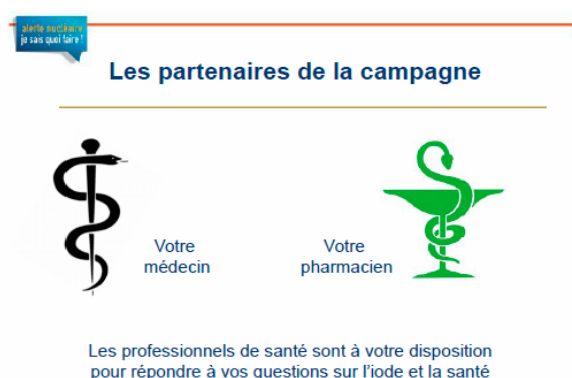 alerte nucléaire
je sais quoi faire !
Les partenaires de la campagne
Votre
médecin
Votre
pharmacien
Les professionnels de santé sont à votre disposition
pour répondre à vos questions sur l'iode et la santé